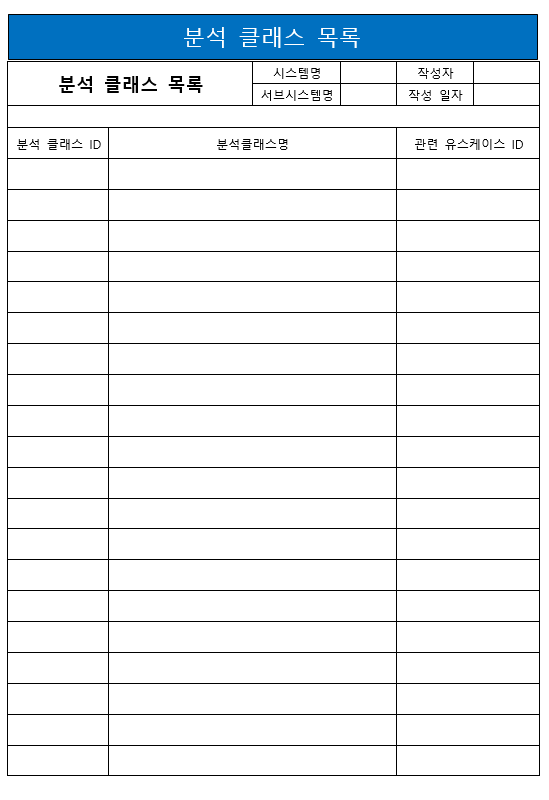 분석 클래스 목록
분석 클래스 목록
시스템명
작성자
서브시스템명
작성 일자
분석 클래스 ID
분석클래스명
관련 유스케이스 ID